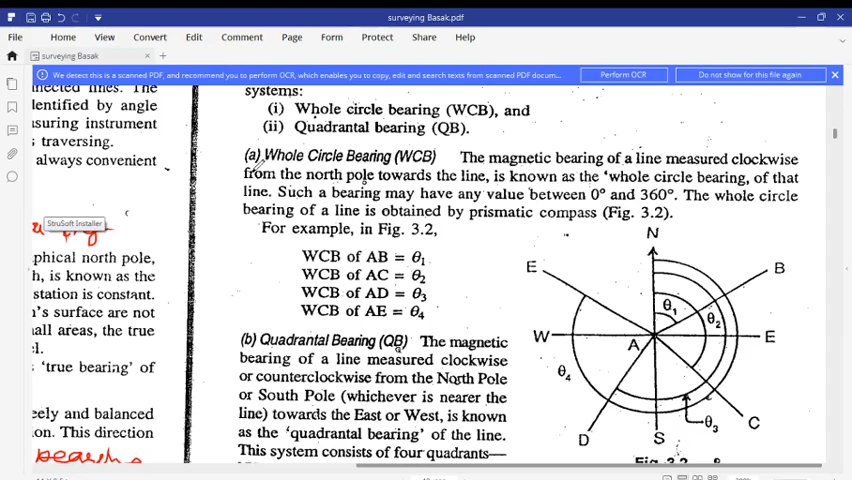 surveying Basak.pdf
File Home View Convert Edit Comment Page Form Protect Share Help
surveying Basak
We detect this is a scanned PDF, and recommend you to perform OCR, which enables you to copy, edit and search texts from scanned PDF docum...
Perform OCR
Do not show for this file again
nected lines. The
dentified by angle
asuring instrument
s traversing.
always convenient
StruSoft Installer
aphical north pole,
h, is known as the
station is constant.
n's surface are not
nall areas, the true
el.
is 'true bearing' of
eely and balanced
ion. This direction
bearing
systems:
(i) Whole circle bearing (WCB), and
(ii) Quadrantal bearing (QB).
(a) Whole Circle Bearing (WCB) The magnetic bearing of a line measured clockwise
from the north pole towards the line, is known as the 'whole circle bearing, of that
line. Such a bearing may have any value between 0° and 360°. The whole circle
bearing of a line is obtained by prismatic compass (Fig. 3.2).
For example, in Fig. 3.2,
WCB of AB = θ₁
WCB of AC = θ₂
WCB of AD = θ₃
WCB of AE = θ₄
(b) Quadrantal Bearing (QB) The magnetic
bearing of a line measured clockwise
or counterclockwise from the North Pole
or South Pole (whichever is nearer the
line) towards the East or West, is known
as the 'quadrantal bearing' of the line.
This system consists of four quadrants—
N
E
B
θ₁
θ₂
W
A
E
θ₄
θ₃
C
D
S
Fig. 3.2